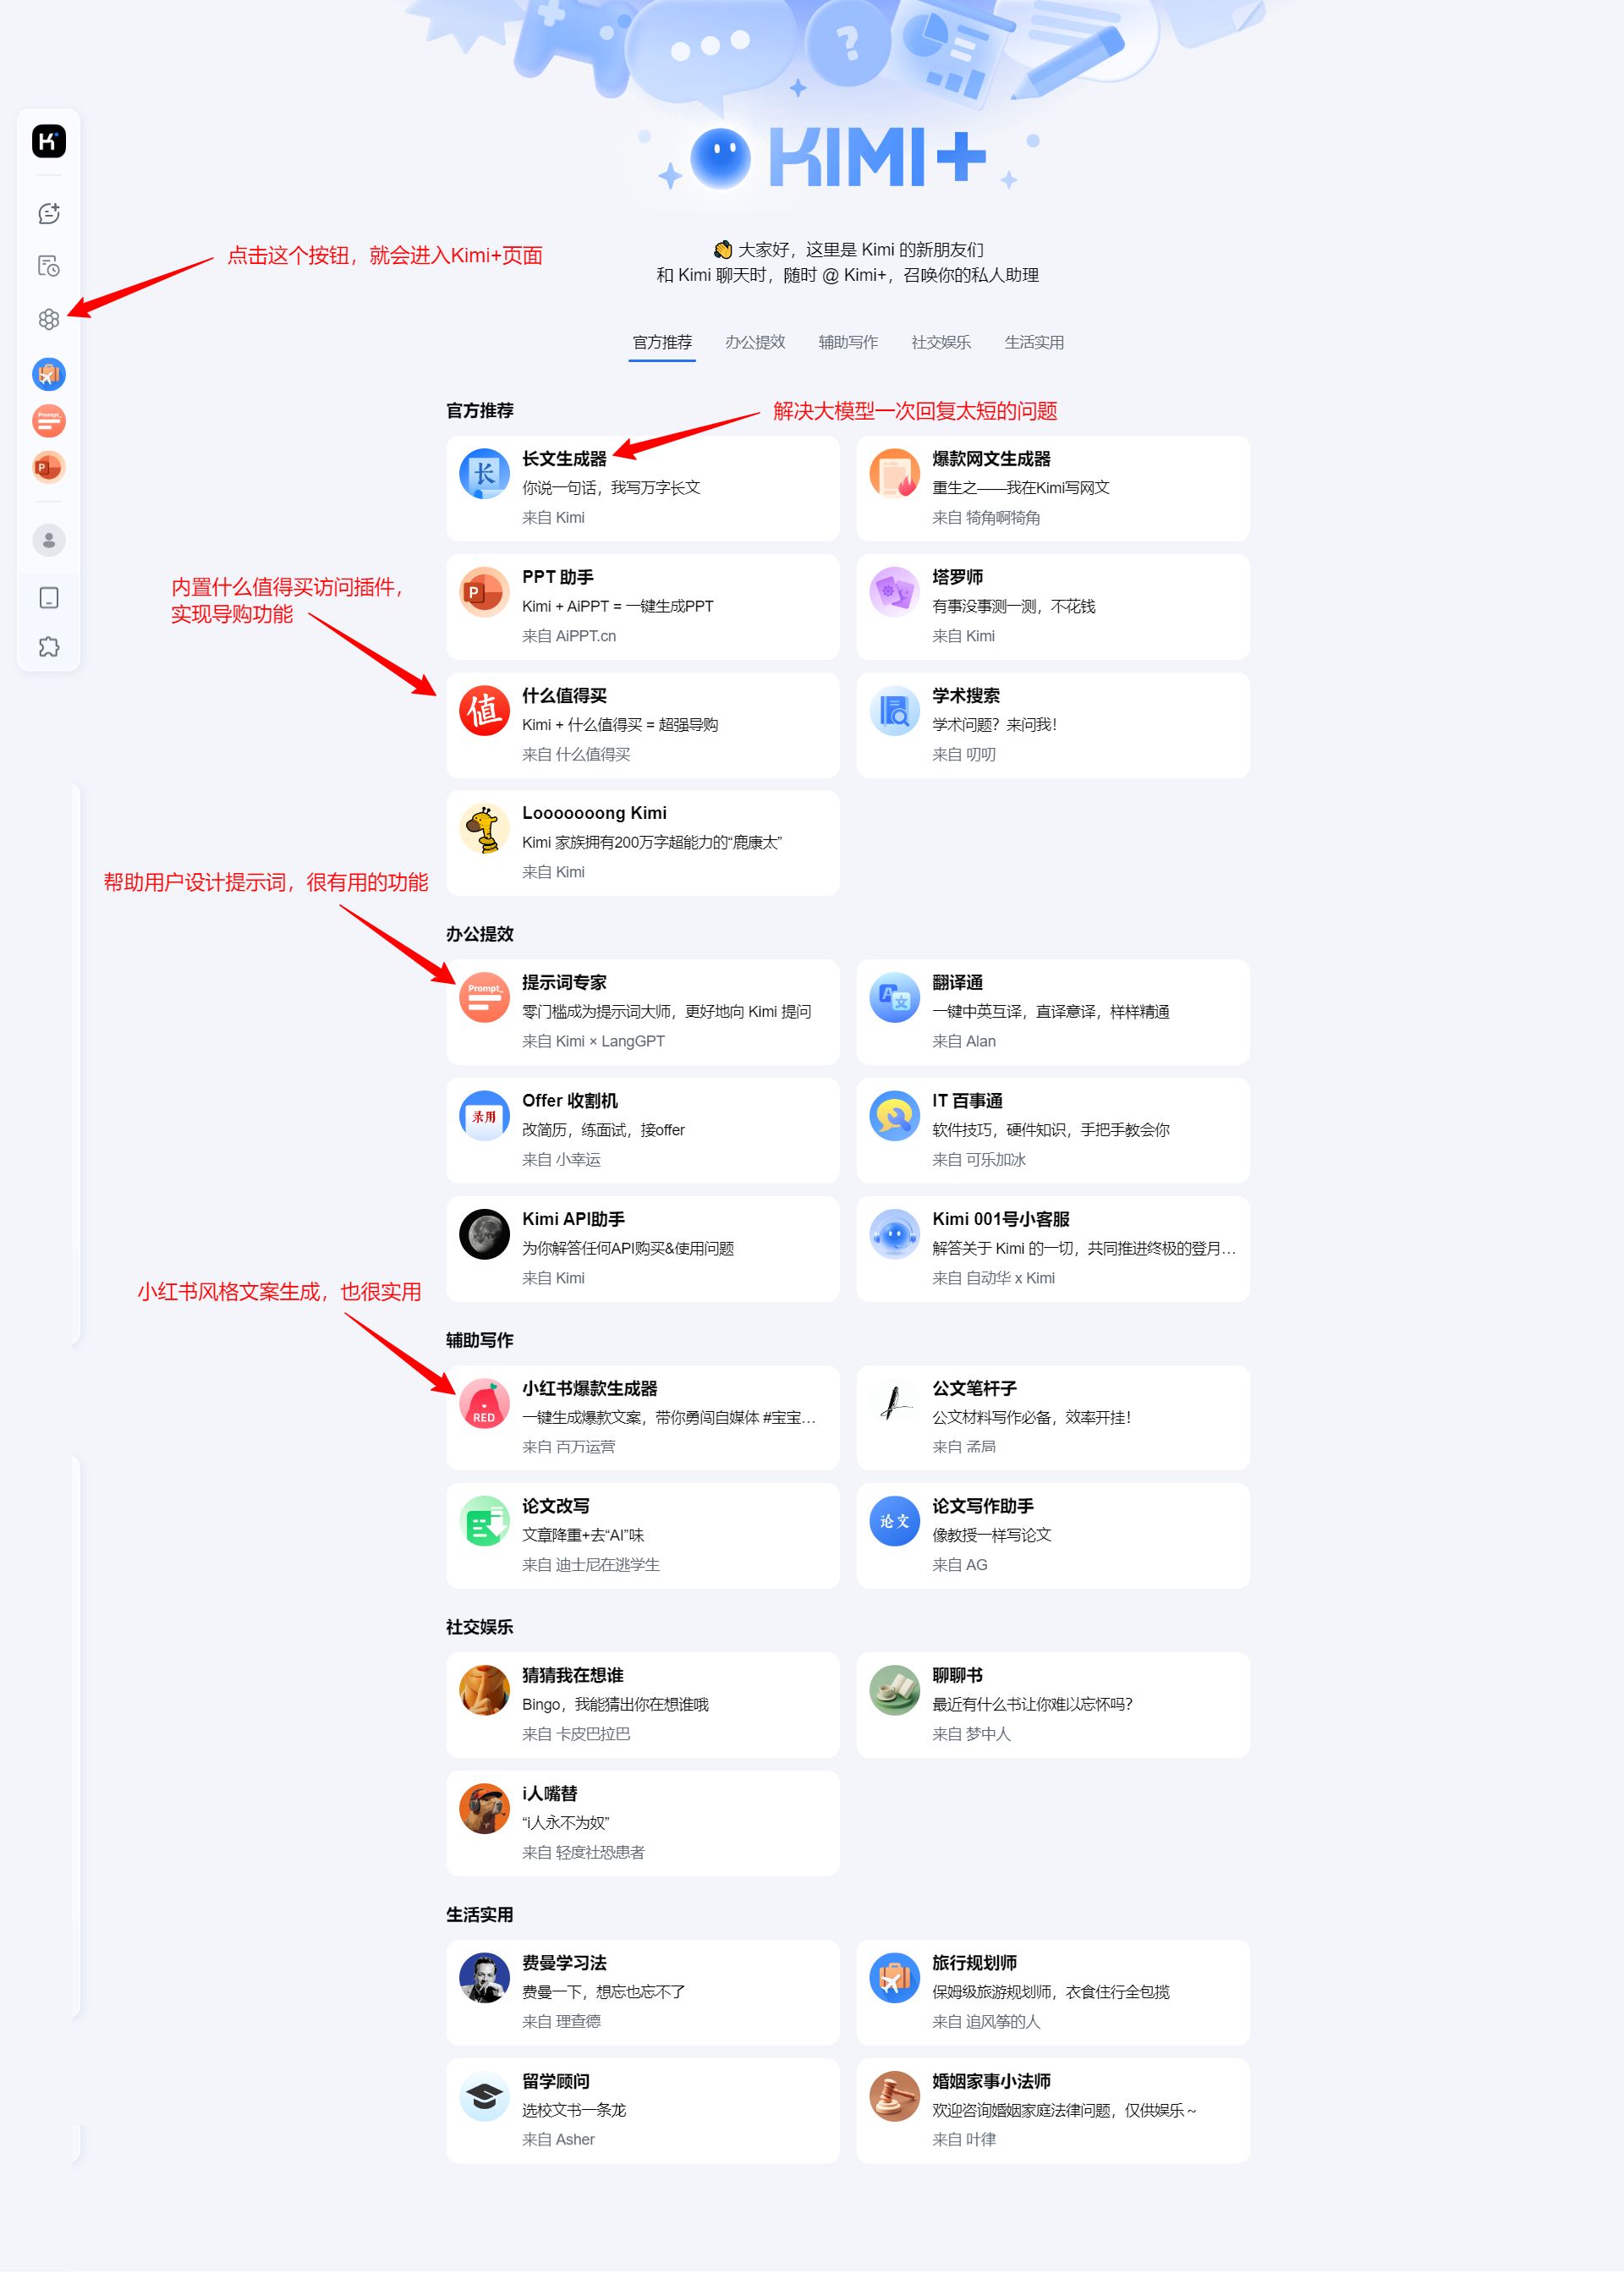 KIMI+
👏 大家好，这里是 Kimi 的新朋友们
和 Kimi 聊天时，随时 @ Kimi+，召唤你的私人助理
点击这个按钮，就会进入Kimi+页面
官方推荐 办公提效 辅助写作 社交娱乐 生活实用
官方推荐
解决大模型一次回复太短的问题
长
长文生成器
你说一句话，我写万字长文
来自 Kimi
爆款网文生成器
重生之——我在Kimi写网文
来自 犄角啊犄角
P
PPT 助手
Kimi + AiPPT = 一键生成PPT
来自 AiPPT.cn
塔罗师
有事没事测一测，不花钱
来自 Kimi
内置什么值得买访问插件，
实现导购功能
值
什么值得买
Kimi + 什么值得买 = 超强导购
来自 什么值得买
学术搜索
学术问题？来问我！
来自 叨叨
Looooooong Kimi
Kimi 家族拥有200万字超能力的“鹿康太”
来自 Kimi
帮助用户设计提示词，很有用的功能
办公提效
Prompt_
提示词专家
零门槛成为提示词大师，更好地向 Kimi 提问
来自 Kimi × LangGPT
A 文
翻译通
一键中英互译，直译意译，样样精通
来自 Alan
录用
Offer 收割机
改简历，练面试，接offer
来自 小幸运
IT 百事通
软件技巧，硬件知识，手把手教会你
来自 可乐加冰
Kimi API助手
为你解答任何API购买&使用问题
来自 Kimi
Kimi 001号小客服
解答关于 Kimi 的一切，共同推进终极的登月...
来自 自动华 x Kimi
小红书风格文案生成，也很实用
辅助写作
RED
小红书爆款生成器
一键生成爆款文案，带你勇闯自媒体 #宝宝...
来自 百万运营
公文笔杆子
公文材料写作必备，效率开挂！
来自 孟局
论文改写
文章降重+去“AI”味
来自 迪士尼在逃学生
论文
论文写作助手
像教授一样写论文
来自 AG
社交娱乐
猜猜我在想谁
Bingo，我能猜出你在想谁哦
来自 卡皮巴拉巴
聊聊书
最近有什么书让你难以忘怀吗？
来自 梦中人
i人嘴替
“i人永不为奴”
来自 轻度社恐患者
生活实用
费曼学习法
费曼一下，想忘也忘不了
来自 理查德
旅行规划师
保姆级旅游规划师，衣食住行全包揽
来自 追风筝的人
留学顾问
选校文书一条龙
来自 Asher
婚姻家事小法师
欢迎咨询婚姻家庭法律问题，仅供娱乐～
来自 叶律